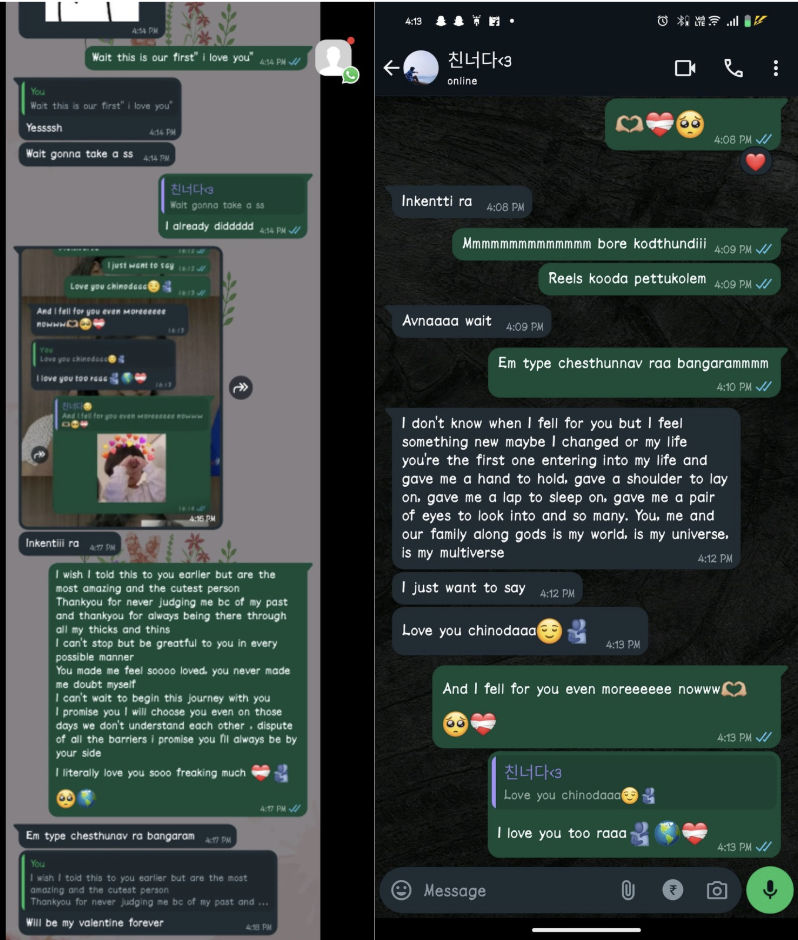 4:14 PM
Wait this is our first" i love you"
4:14 PM
You
Wait this is our first" i love you"
Yessssh
4:14 PM
Wait gonna take a ss
4:14 PM
친너다<3
Wait gonna take a ss
I already diddddd
4:14 PM
I just want to say
16:12
Love you chinodaaa😌🫂
16:13
And I fell for you even moreeeeee
nowww🫶🏼🥺❤️‍🩹
16:13
You
Love you chinodaaa😌🫂
I love you too raaa🫂🌎❤️‍🩹
16:13
And I fell for you even moreeeeee nowww
🫶🏼🥺❤️‍🩹
16:14
4:16 PM
Inkentiii ra
4:17 PM
I wish I told this to you earlier but are the
most amazing and the cutest person
Thankyou for never judging me bc of my past
and thankyou for always being there through
all my thicks and thins
I can't stop but be greatful to you in every
possible manner
You made me feel soooo loved, you never made
me doubt myself
I can't wait to begin this journey with you
I promise you I will choose you even on those
days we don't understand each other , dispute
of all the barriers i promise you I'll always be by
your side
I literally love you sooo freaking much ❤️‍🩹🫂
🥺🌎
4:17 PM
Em type chesthunav ra bangaram
4:17 PM
You
I wish I told this to you earlier but are the most
amazing and the cutest person
Thankyou for never judging me bc of my past and ...
Will be my valentine forever
4:18 PM
4:13
친너다<3
online
🫶🏼❤️‍🩹🥺
4:08 PM
❤️
Inkentti ra
4:08 PM
Mmmmmmmmmmmmm bore kodthundiii
4:09 PM
Reels kooda pettukolem
4:09 PM
Avnaaaa wait
4:09 PM
Em type chesthunnav raa bangarammmm
4:10 PM
I don't know when I fell for you but I feel
something new maybe I changed or my life
you're the first one entering into my life and
gave me a hand to hold, gave a shoulder to lay
on, gave me a lap to sleep on, gave me a pair
of eyes to look into and so many. You, me and
our family along gods is my world, is my universe,
is my multiverse
4:12 PM
I just want to say
4:12 PM
Love you chinodaaa😌🫂
4:13 PM
And I fell for you even moreeeeee nowww🫶🏼
🥺❤️‍🩹
4:13 PM
친너다<3
Love you chinodaaa😌🫂
I love you too raaa🫂🌎❤️‍🩹
4:13 PM
Message